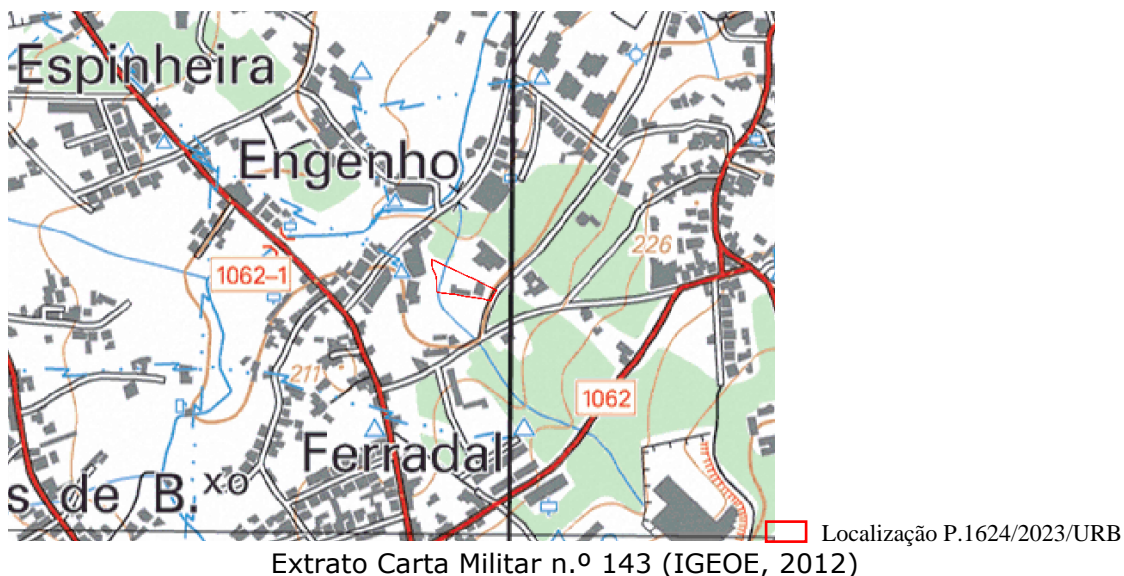 Espinheira
Engenho
226
1062-1
211
1062
Ferradal
s de B.xo
Localização P.1624/2023/URB
Extrato Carta Militar n.º 143 (IGEOE, 2012)